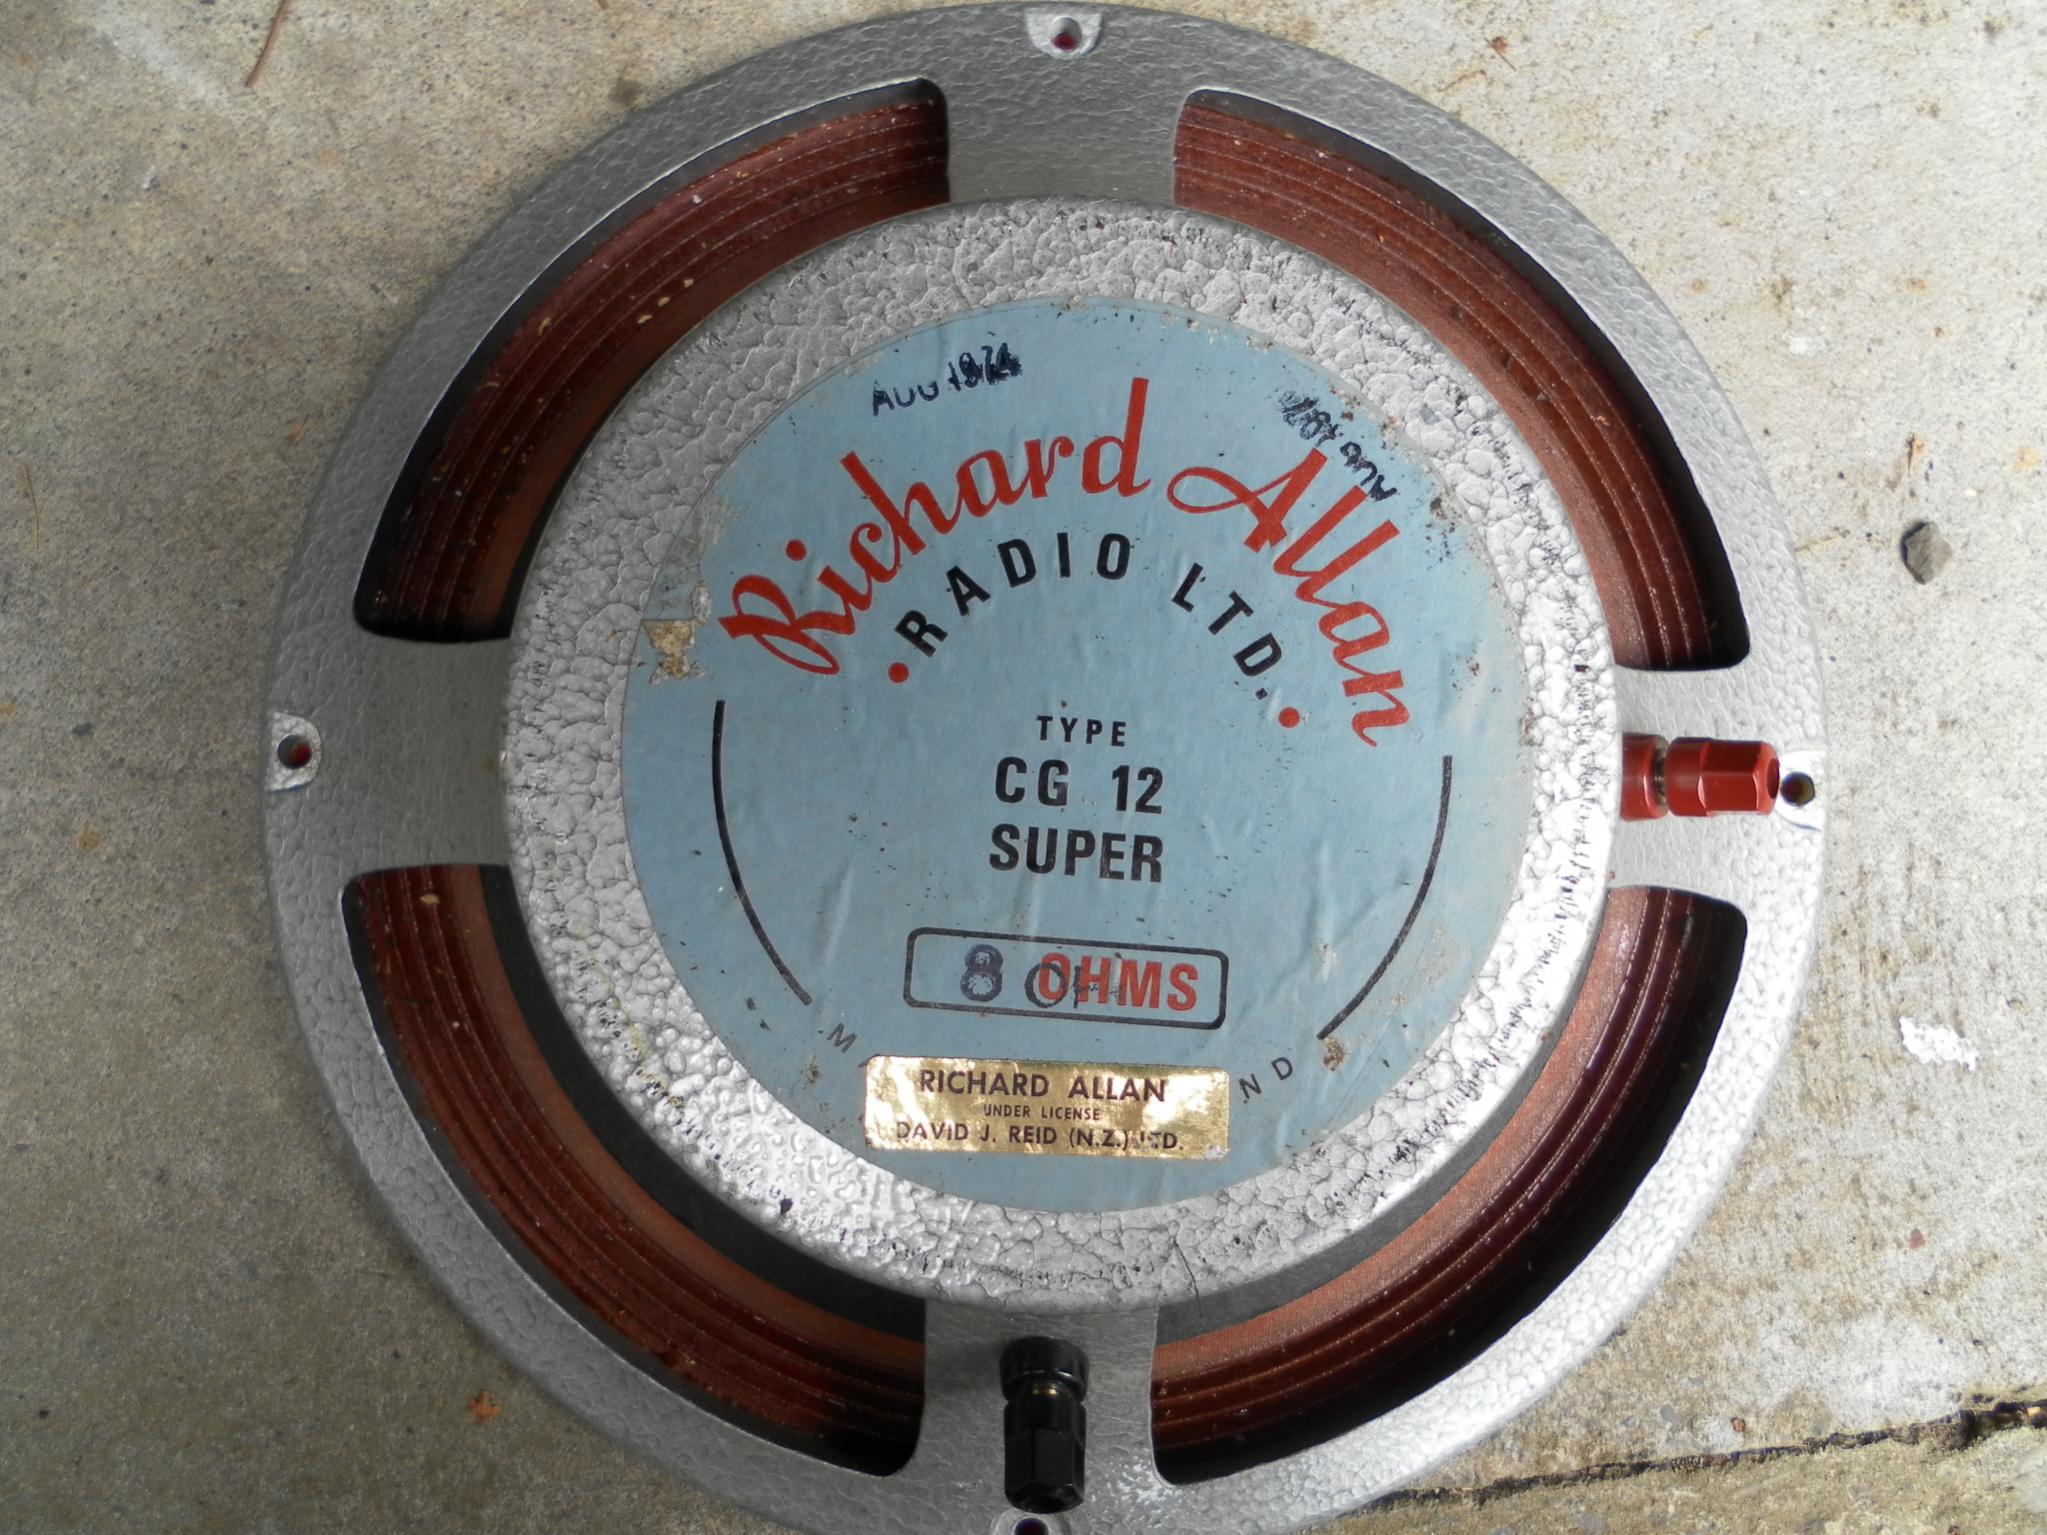 AUG 1974
Richard Allan
• RADIO LTD. •
TYPE
CG 12
SUPER
8 OHMS
RICHARD ALLAN
UNDER LICENSE
DAVID J. REID (N.Z.) LTD.